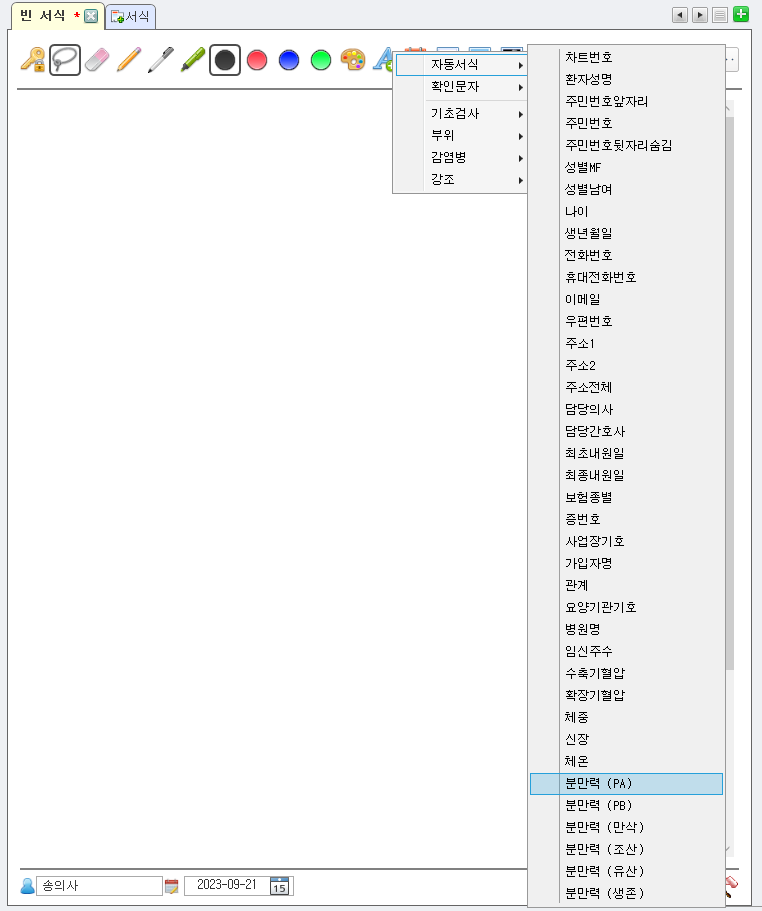 빈 서식 *
서식
자동서식
확인문자
기초검사
부위
감염병
강조
차트번호
환자성명
주민번호앞자리
주민번호
주민번호뒷자리숨김
성별MF
성별남여
나이
생년월일
전화번호
휴대전화번호
이메일
우편번호
주소1
주소2
주소전체
담당의사
담당간호사
최초내원일
최종내원일
보험종별
증번호
사업장기호
가입자명
관계
요양기관기호
병원명
임신주수
수축기혈압
확장기혈압
체중
신장
체온
분만력 (PA)
분만력 (PB)
분만력 (만삭)
분만력 (조산)
분만력 (유산)
분만력 (생존)
송의사
2023-09-21
15